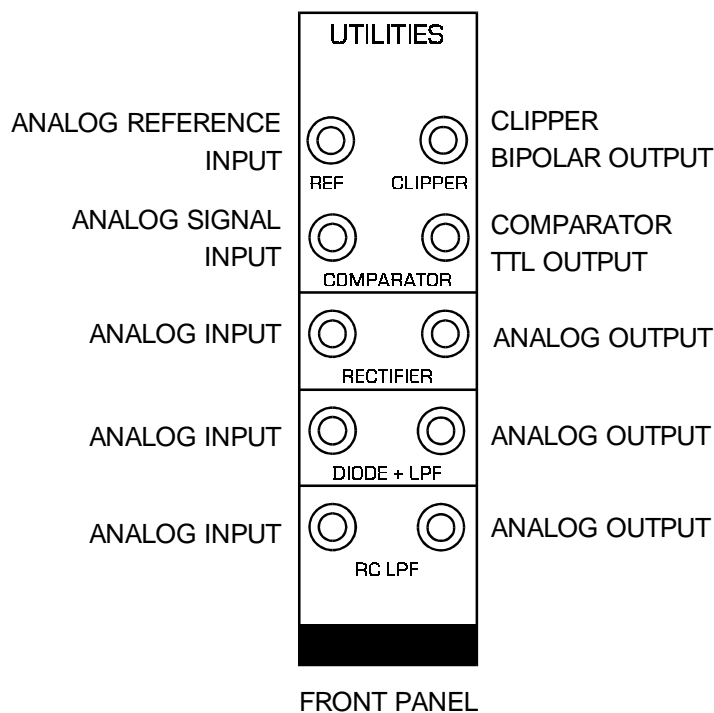 UTILITIES
ANALOG REFERENCE
INPUT
REF
CLIPPER
CLIPPER
BIPOLAR OUTPUT
ANALOG SIGNAL
INPUT
COMPARATOR
COMPARATOR
TTL OUTPUT
ANALOG INPUT
RECTIFIER
ANALOG OUTPUT
ANALOG INPUT
DIODE + LPF
ANALOG OUTPUT
ANALOG INPUT
RC LPF
ANALOG OUTPUT
FRONT PANEL